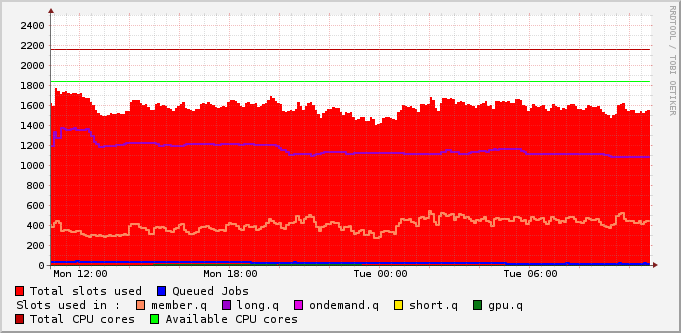 2400
2200
2000
1800
1600
1400
1200
1000
800
600
400
200
0
Mon 12:00 Mon 18:00 Tue 00:00 Tue 06:00
Total slots used Queued Jobs
Slots used in : member.q long.q ondemand.q short.q gpu.q
Total CPU cores Available CPU cores
RRDTOOL / TOBI OETIKER